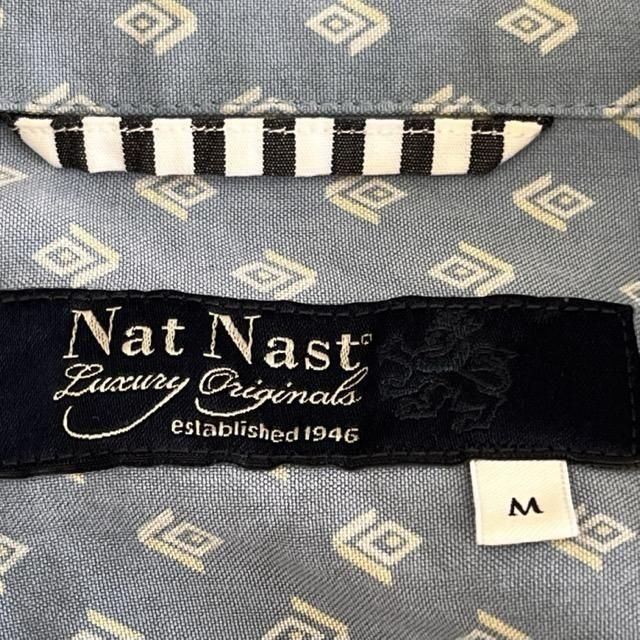 Nat Nast
Luxury Originals
established 1946
M